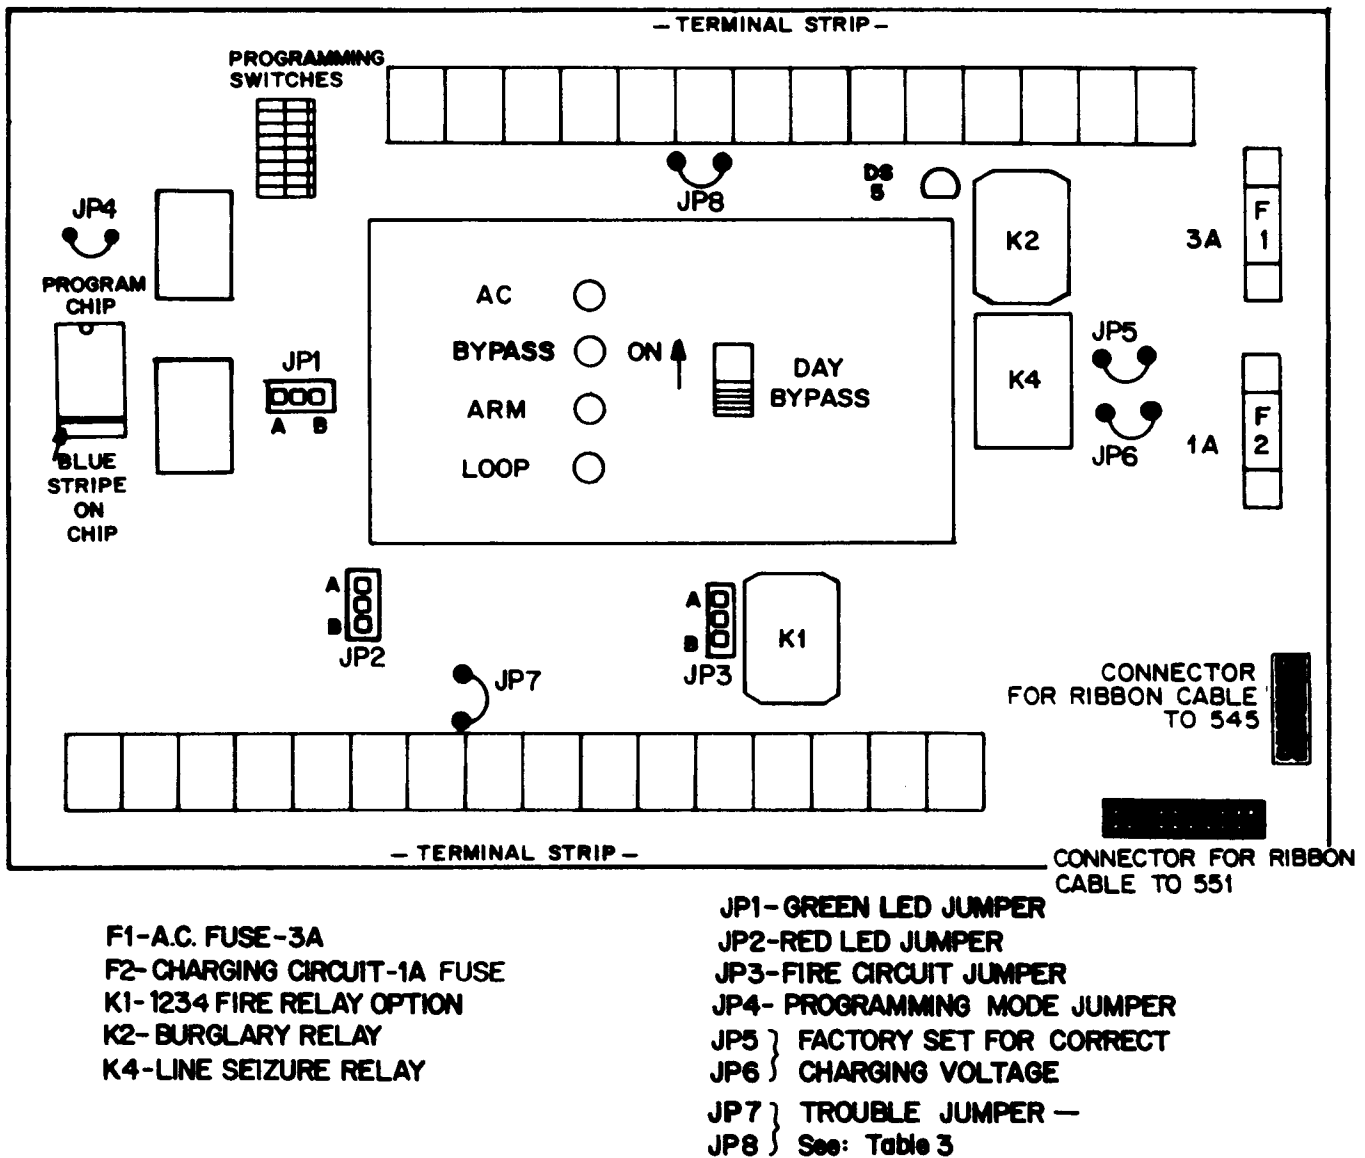 — TERMINAL STRIP —
PROGRAMMING
SWITCHES
JP4
JP8
DS
5
K2
3A
F
1
PROGRAM
CHIP
AC
BYPASS
ON
DAY
BYPASS
ARM
LOOP
JP1
A B
K4
JP5
JP6
1A
F
2
BLUE
STRIPE
ON
CHIP
A
B
JP2
A
B
JP3
K1
JP7
CONNECTOR
FOR RIBBON CABLE
TO 545
— TERMINAL STRIP —
CONNECTOR FOR RIBBON
CABLE TO 551
F1-A.C. FUSE-3A
F2-CHARGING CIRCUIT-1A FUSE
K1-1234 FIRE RELAY OPTION
K2-BURGLARY RELAY
K4-LINE SEIZURE RELAY
JP1-GREEN LED JUMPER
JP2-RED LED JUMPER
JP3-FIRE CIRCUIT JUMPER
JP4- PROGRAMMING MODE JUMPER
JP5 } FACTORY SET FOR CORRECT
JP6 } CHARGING VOLTAGE
JP7 } TROUBLE JUMPER —
JP8 } See: Table 3